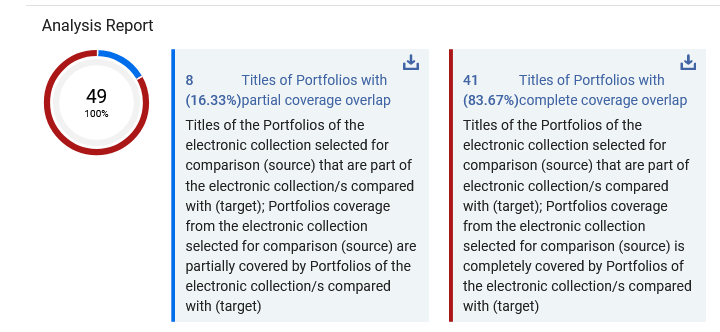 Analysis Report
49
100%
8 Titles of Portfolios with
(16.33%)partial coverage overlap
Titles of the Portfolios of the
electronic collection selected for
comparison (source) that are part of
the electronic collection/s compared
with (target); Portfolios coverage
from the electronic collection
selected for comparison (source) are
partially covered by Portfolios of the
electronic collection/s compared
with (target)
41 Titles of Portfolios with
(83.67%)complete coverage overlap
Titles of the Portfolios of the
electronic collection selected for
comparison (source) that are part of
electronic collection/s compared
with (target); Portfolios coverage
from the electronic collection
selected for comparison (source) is
completely covered by Portfolios of
the electronic collection/s compared
with (target)